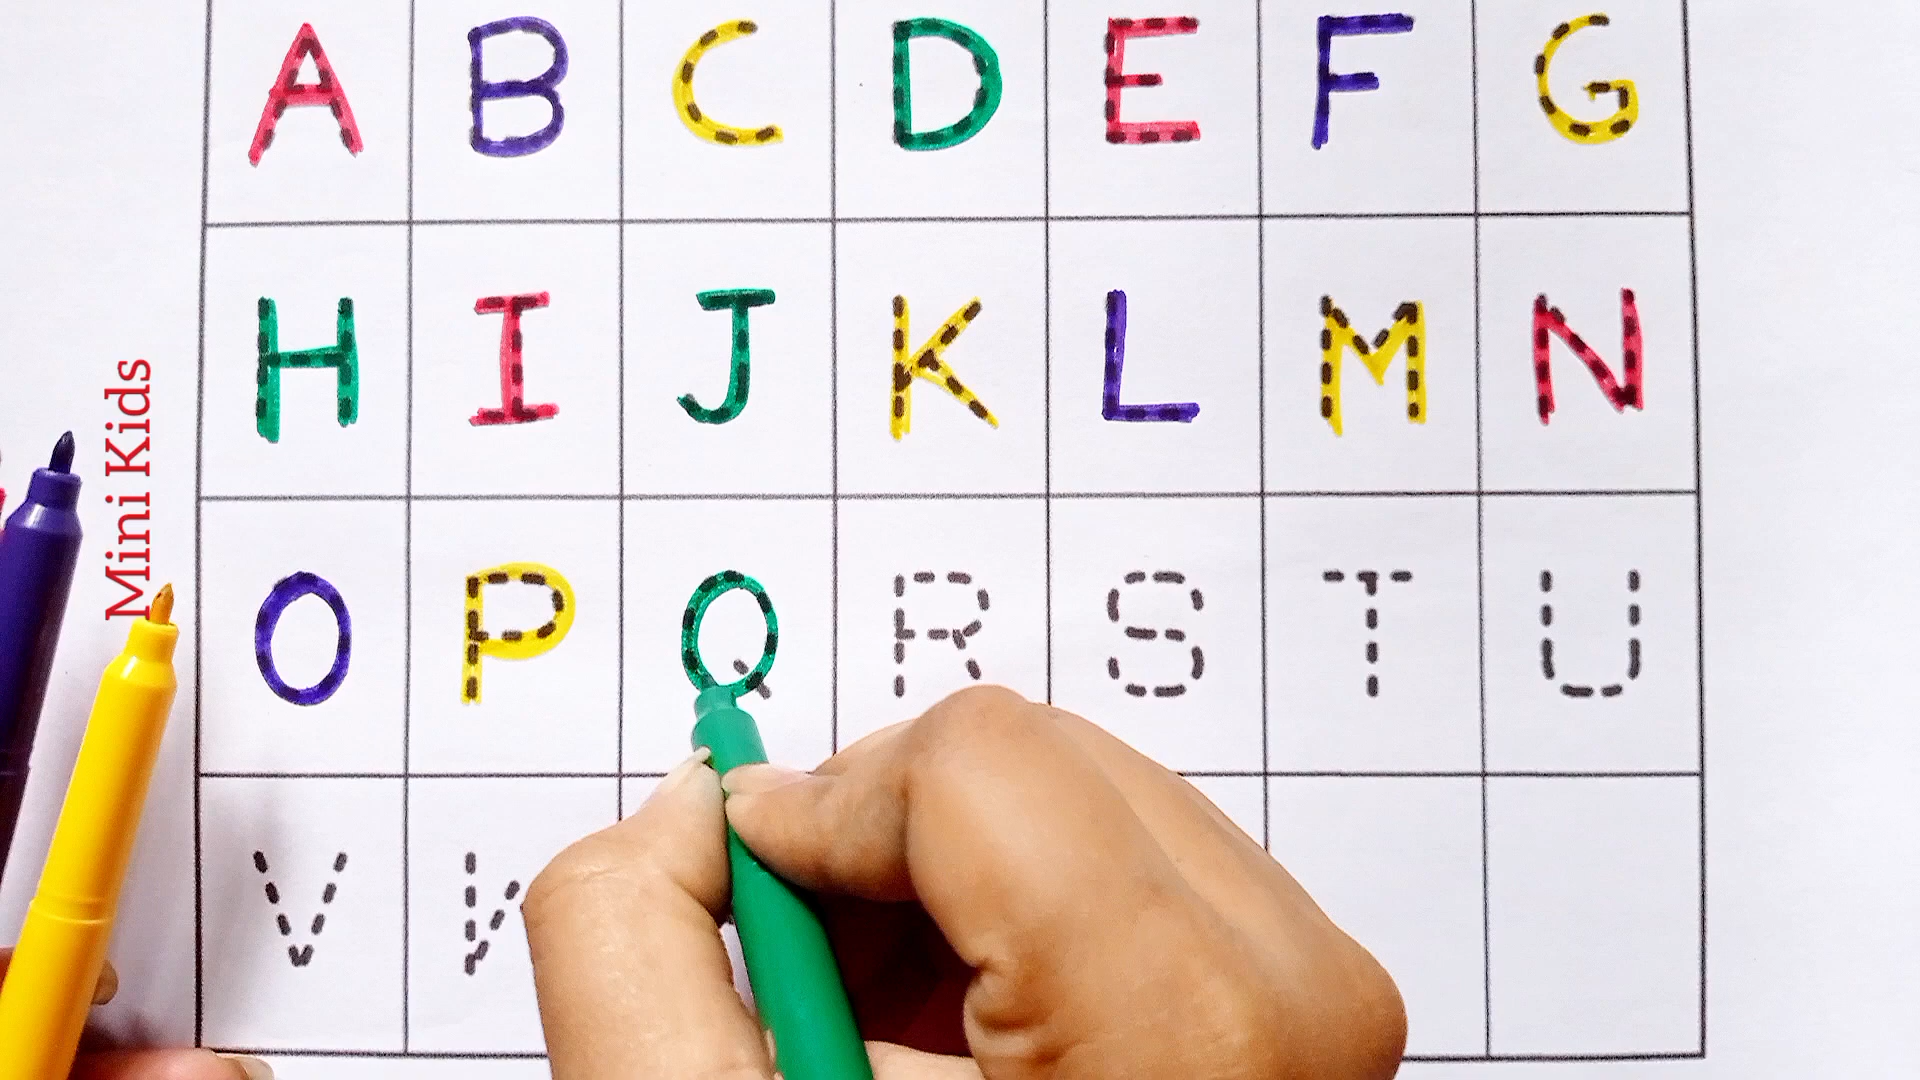 A B C D E F G
H I J K L M N
O P Q R S T U
V
Mini Kids